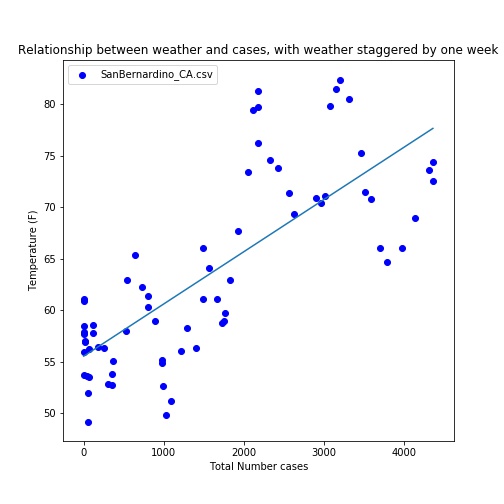 Relationship between weather and cases, with weather staggered by one week
SanBernardino_CA.csv
80
75
70
65
60
55
50
Temperature (F)
0 1000 2000 3000 4000
Total Number cases